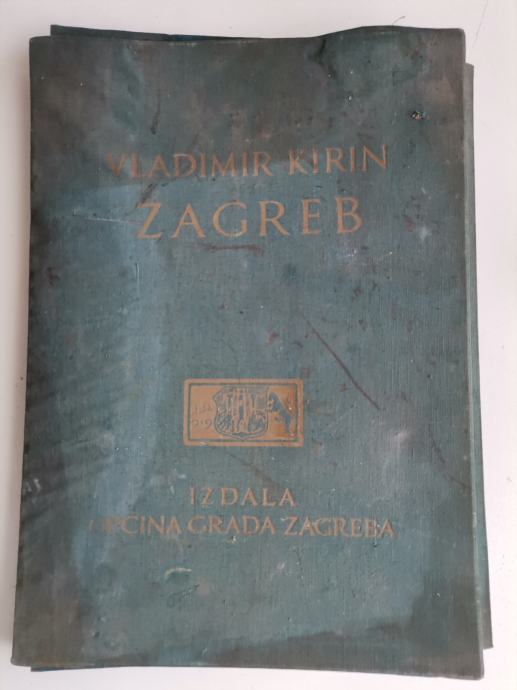 VLADIMIR KIRIN
ZAGREB
IZDALA
OPĆINA GRADA ZAGREBA